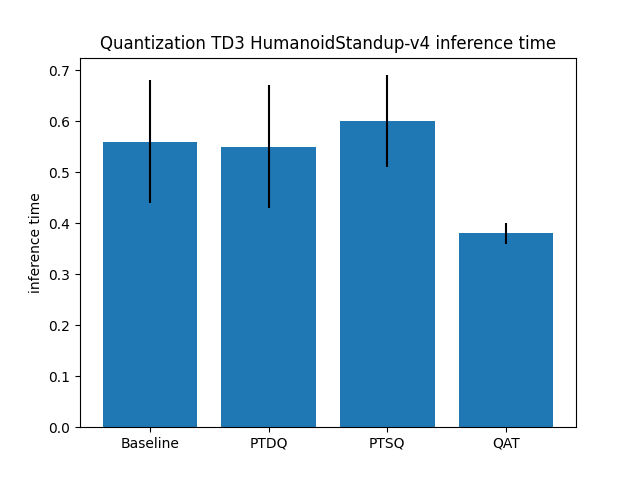 Quantization TD3 HumanoidStandup-v4 inference time
inference time
0.7
0.6
0.5
0.4
0.3
0.2
0.1
0.0
Baseline PTDQ PTSQ QAT